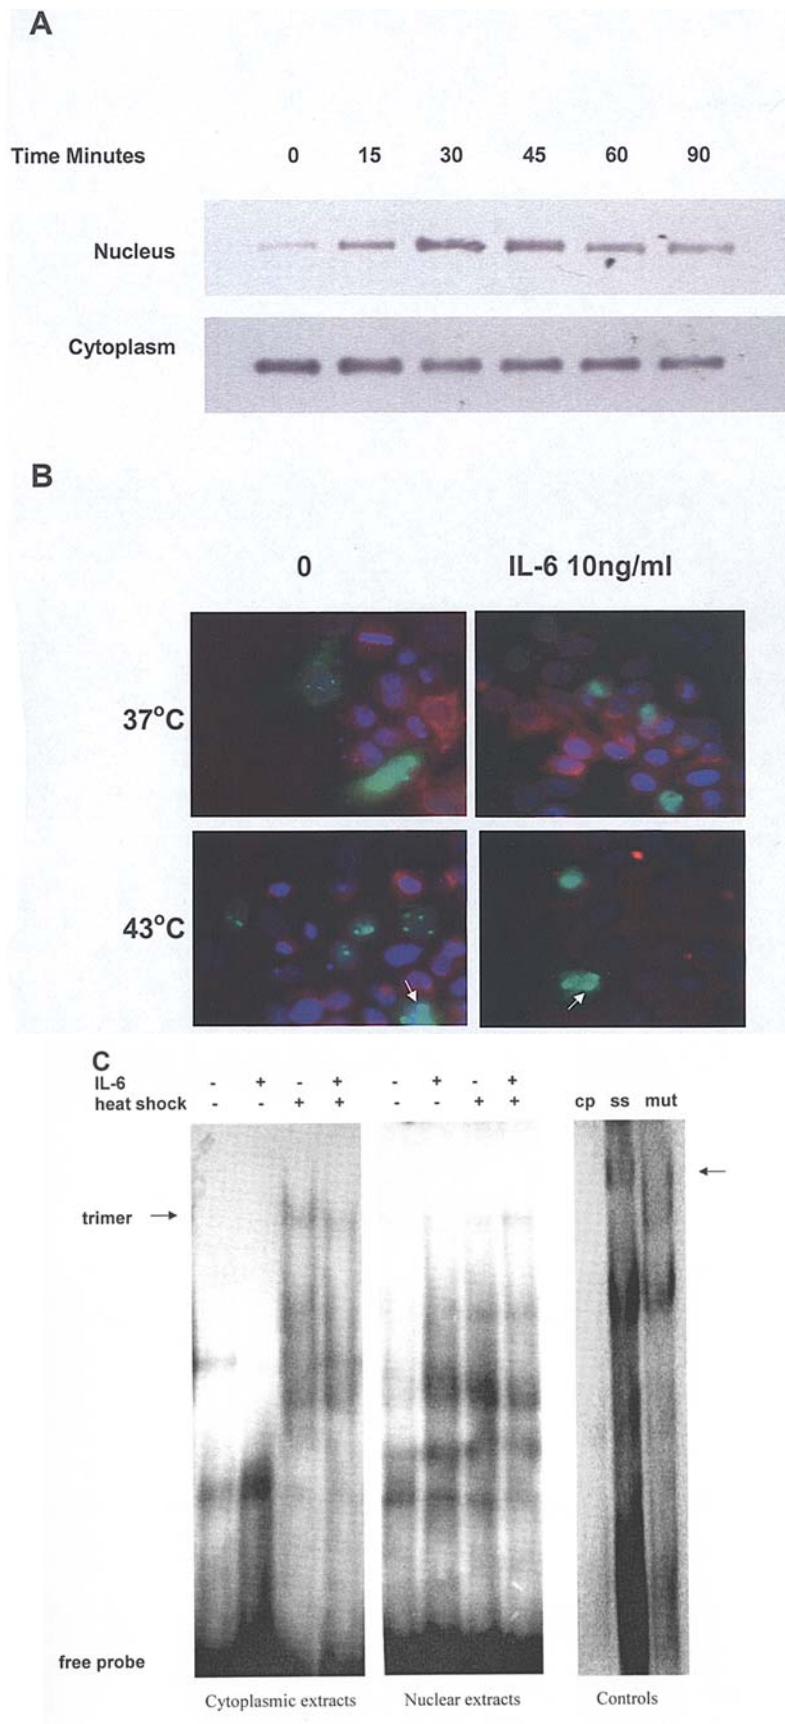 A
Time Minutes 0 15 30 45 60 90
Nucleus
Cytoplasm
B
0 IL-6 10ng/ml
37°C
43°C
C
IL-6 - + - + - + - +
heat shock - - + + - - + + cp ss mut
trimer
free probe
Cytoplasmic extracts Nuclear extracts Controls